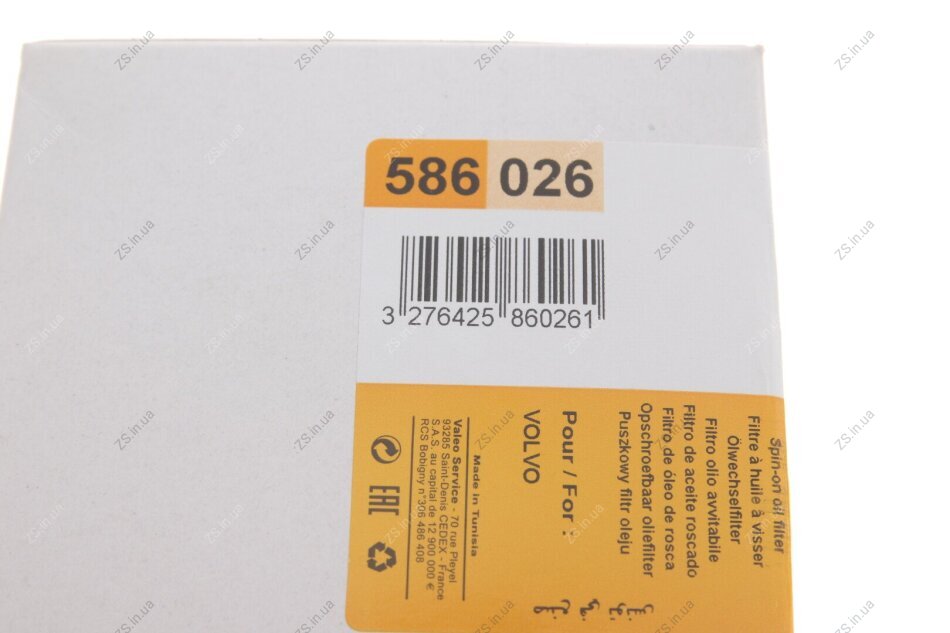 586 026
3 276425 860261
Spin-on oil filter
Filtre à huile à visser
Ölwechselfilter
Filtro olio avvitabile
Filtro de aceite roscado
Filtro de óleo de rosca
Opschroefbaar oliefilter
Puszkowy filtr oleju
Pour / For :
VOLVO
Made in Tunisia
Valeo Service - 70 rue Pleyel
93285 Saint-Denis CEDEX - France
S.A.S. au capital de 12 900 000 €
RCS Bobigny n°306 486 408
EAC
ZS.in.ua